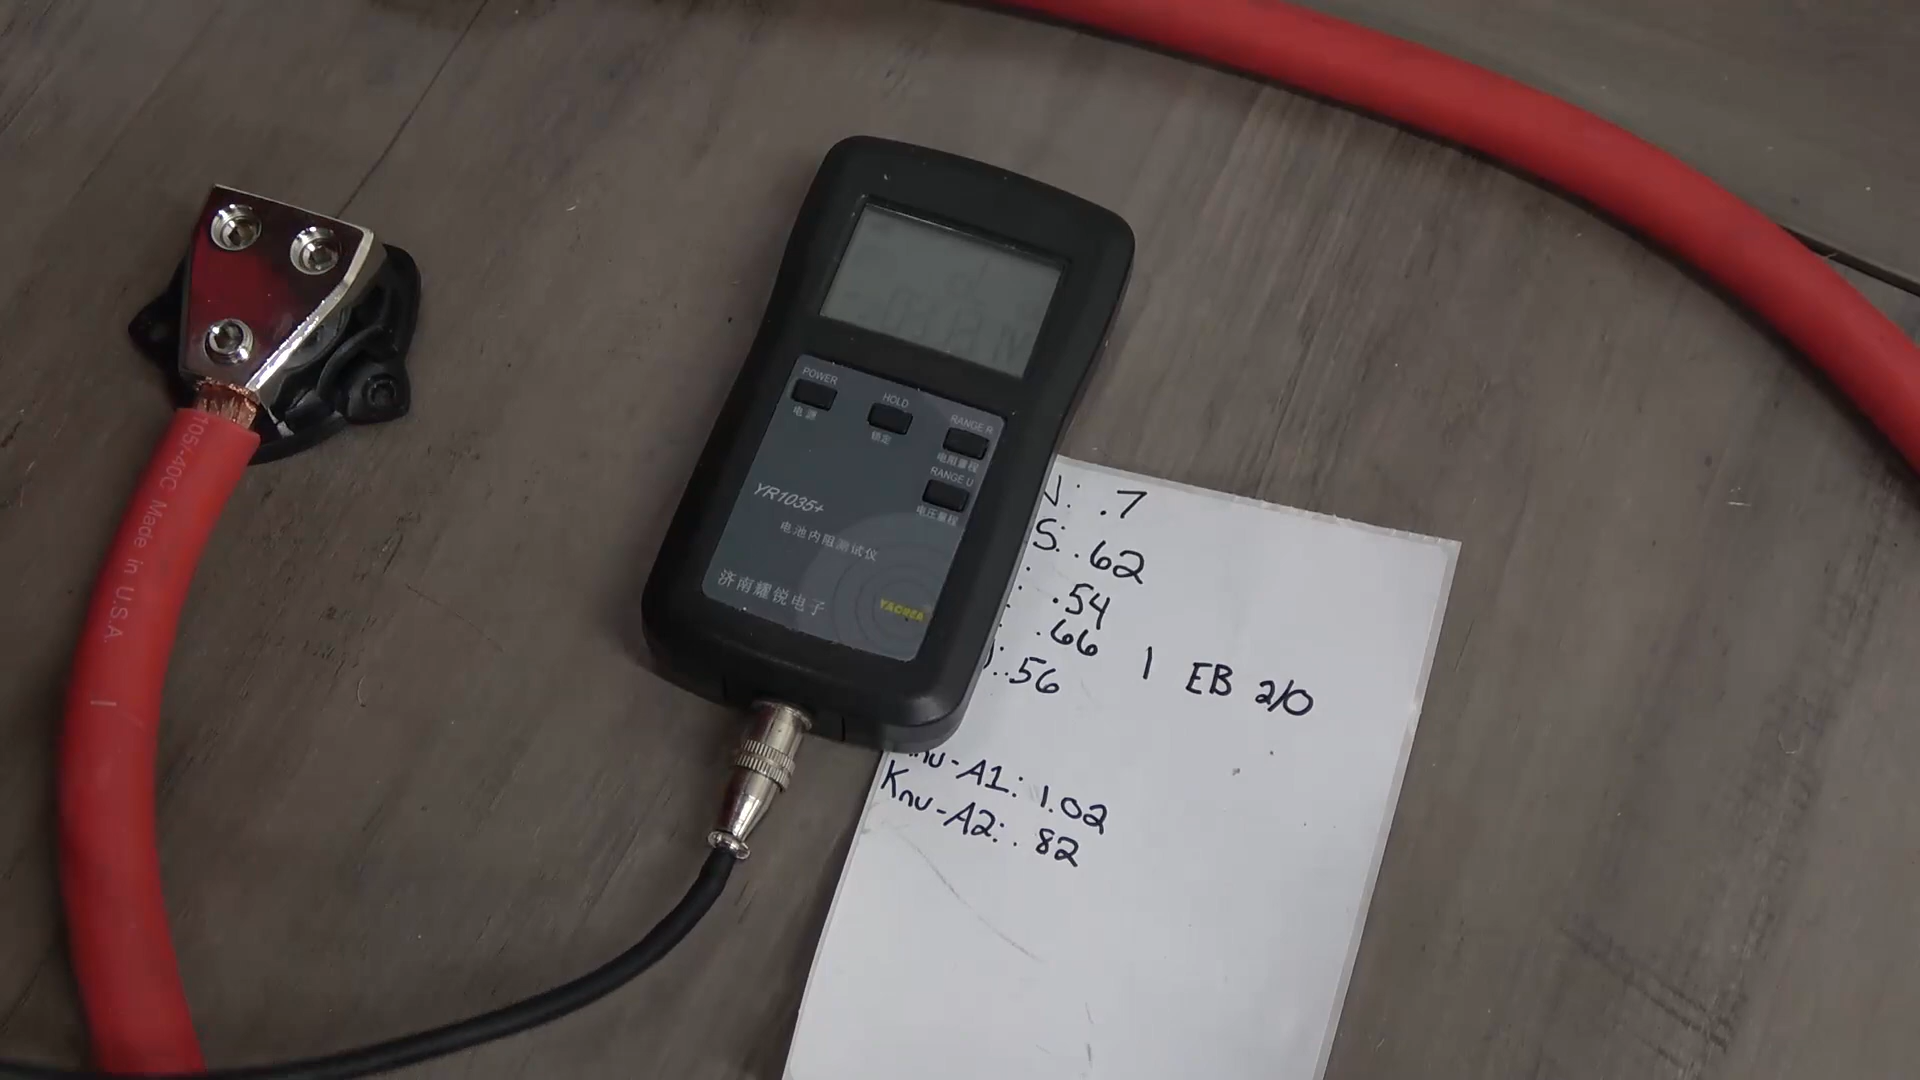 105/-40C Made in U.S.A.
POWER
电源
HOLD
锁定
RANGE R
电阻量程
RANGE U
电压量程
YR1035+
电池内阻测试仪
济南耀锐电子
YAOREA
: .7
S: .62
: .54
: .66
: .56
1 EB 2/0
nu-A1: 1.02
Knu-A2: .82